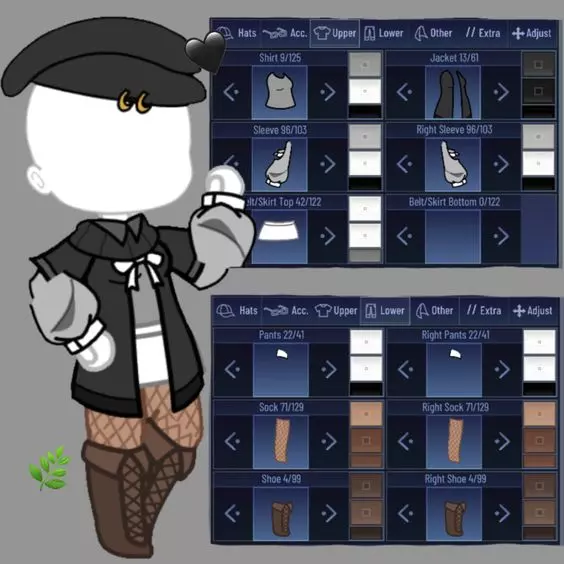 Hats Acc. Upper Lower Other // Extra Adjust
Shirt 9/125 Jacket 13/61
Sleeve 96/103 Right Sleeve 96/103
elt/Skirt Top 42/122 Belt/Skirt Bottom 0/122
Hats Acc. Upper Lower Other // Extra Adjust
Pants 22/41 Right Pants 22/41
Sock 71/129 Right Sock 71/129
Shoe 4/99 Right Shoe 4/99